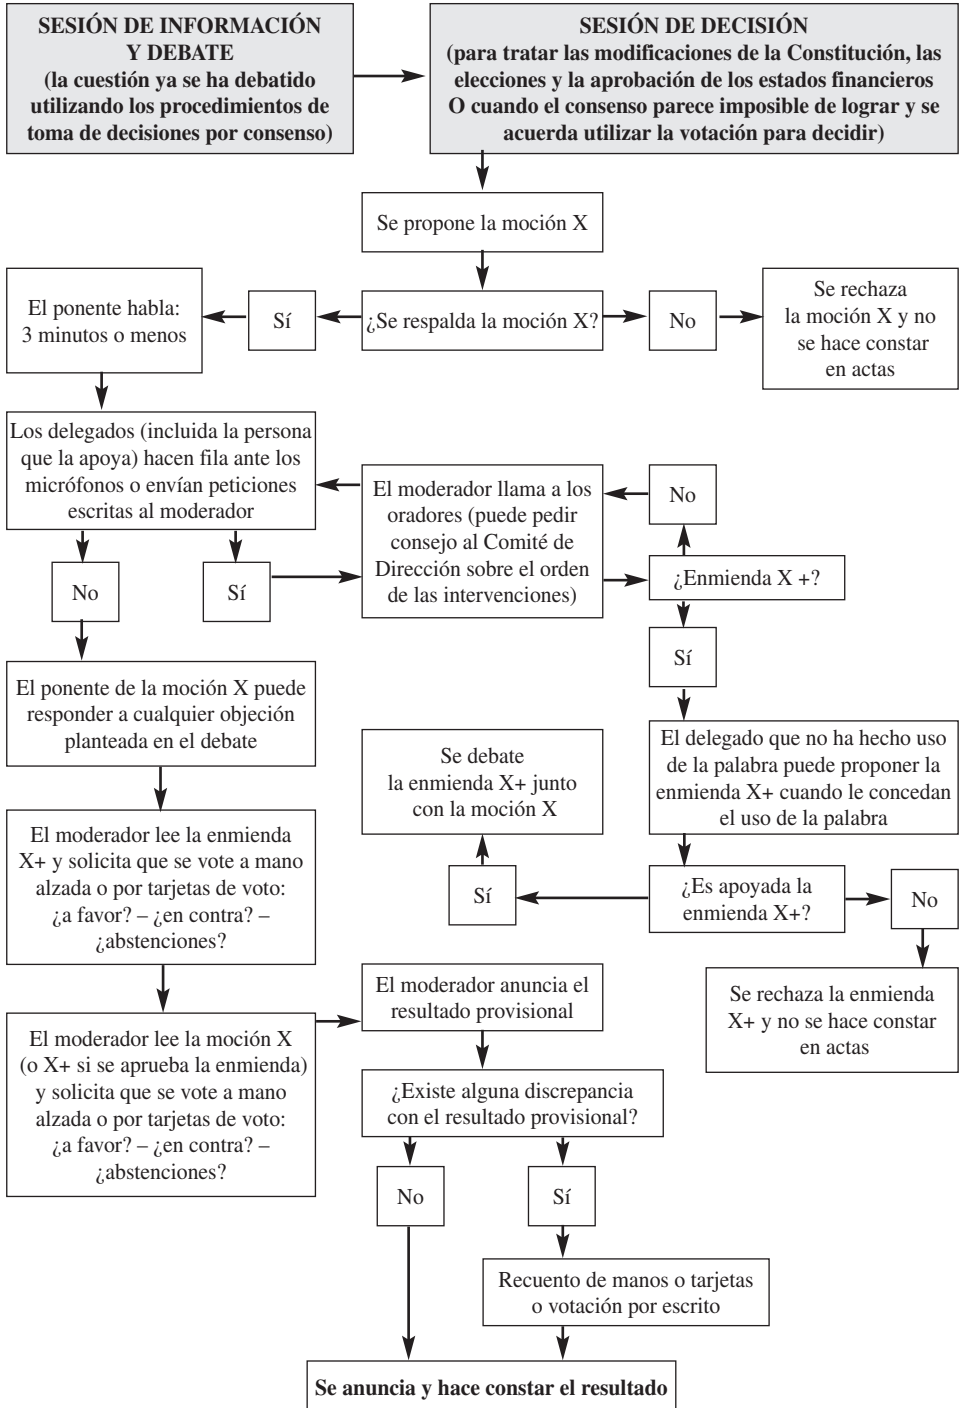 SESIÓN DE INFORMACIÓN
Y DEBATE
(la cuestión ya se ha debatido
utilizando los procedimientos de
toma de decisiones por consenso)
SESIÓN DE DECISIÓN
(para tratar las modificaciones de la Constitución, las
elecciones y la aprobación de los estados financieros
O cuando el consenso parece imposible de lograr y se
acuerda utilizar la votación para decidir)
Se propone la moción X
El ponente habla:
3 minutos o menos
Sí
¿Se respalda la moción X?
No
Se rechaza
la moción X y no
se hace constar
en actas
Los delegados (incluida la persona
que la apoya) hacen fila ante los
micrófonos o envían peticiones
escritas al moderador
El moderador llama a los
oradores (puede pedir
consejo al Comité de
Dirección sobre el orden
de las intervenciones)
No
¿Enmienda X +?
No
Sí
Sí
El ponente de la moción X puede
responder a cualquier objeción
planteada en el debate
Se debate
la enmienda X+ junto
con la moción X
El delegado que no ha hecho uso
de la palabra puede proponer la
enmienda X+ cuando le concedan
el uso de la palabra
El moderador lee la enmienda
X+ y solicita que se vote a mano
alzada o por tarjetas de voto:
¿a favor? – ¿en contra? –
¿abstenciones?
Sí
¿Es apoyada la
enmienda X+?
No
El moderador anuncia el
resultado provisional
Se rechaza la enmienda
X+ y no se hace constar
en actas
El moderador lee la moción X
(o X+ si se aprueba la enmienda)
y solicita que se vote a mano
alzada o por tarjetas de voto:
¿a favor? – ¿en contra? –
¿abstenciones?
¿Existe alguna discrepancia
con el resultado provisional?
No
Sí
Recuento de manos o tarjetas
o votación por escrito
Se anuncia y hace constar el resultado